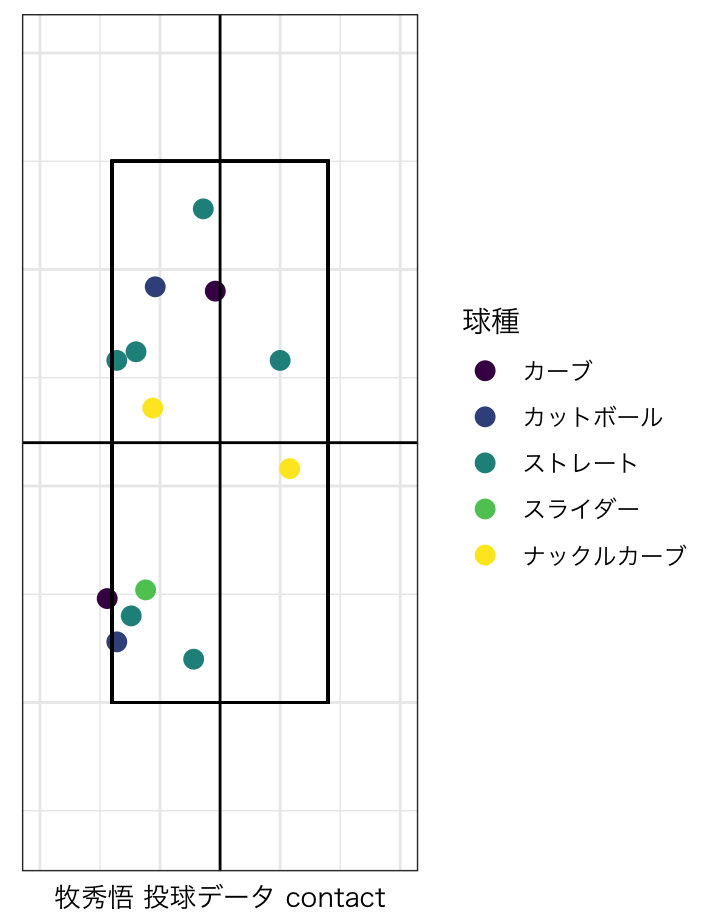 球種
カーブ
カットボール
ストレート
スライダー
ナックルカーブ
牧秀悟 投球データ contact